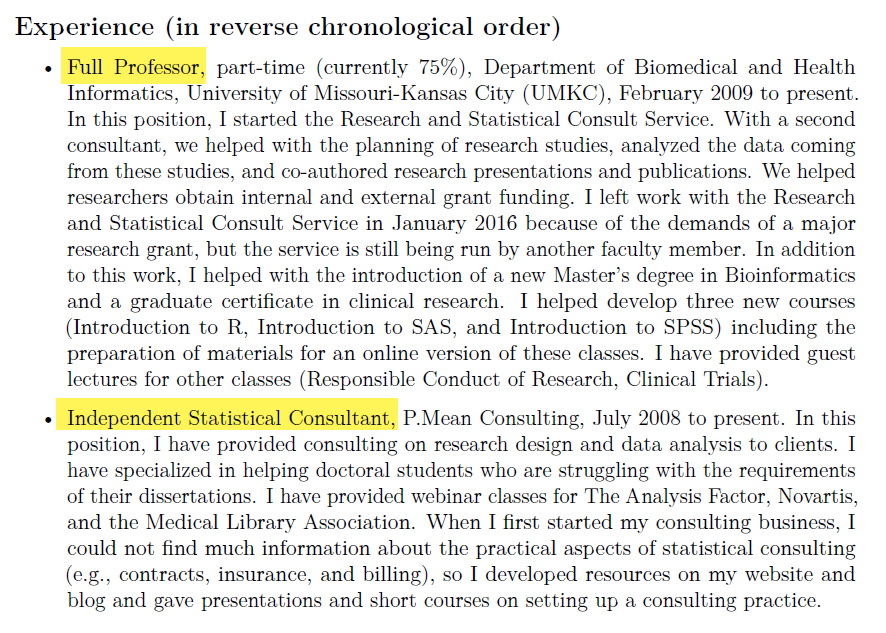 Experience (in reverse chronological order)
• Full Professor, part-time (currently 75%), Department of Biomedical and Health
Informatics, University of Missouri-Kansas City (UMKC), February 2009 to present.
In this position, I started the Research and Statistical Consult Service. With a second
consultant, we helped with the planning of research studies, analyzed the data coming
from these studies, and co-authored research presentations and publications. We helped
researchers obtain internal and external grant funding. I left work with the Research
and Statistical Consult Service in January 2016 because of the demands of a major
research grant, but the service is still being run by another faculty member. In addition
to this work, I helped with the introduction of a new Master's degree in Bioinformatics
and a graduate certificate in clinical research. I helped develop three new courses
(Introduction to R, Introduction to SAS, and Introduction to SPSS) including the
preparation of materials for an online version of these classes. I have provided guest
lectures for other classes (Responsible Conduct of Research, Clinical Trials).
• Independent Statistical Consultant, P.Mean Consulting, July 2008 to present. In this
position, I have provided consulting on research design and data analysis to clients. I
have specialized in helping doctoral students who are struggling with the requirements
of their dissertations. I have provided webinar classes for The Analysis Factor, Novartis,
and the Medical Library Association. When I first started my consulting business, I
could not find much information about the practical aspects of statistical consulting
(e.g., contracts, insurance, and billing), so I developed resources on my website and
blog and gave presentations and short courses on setting up a consulting practice.